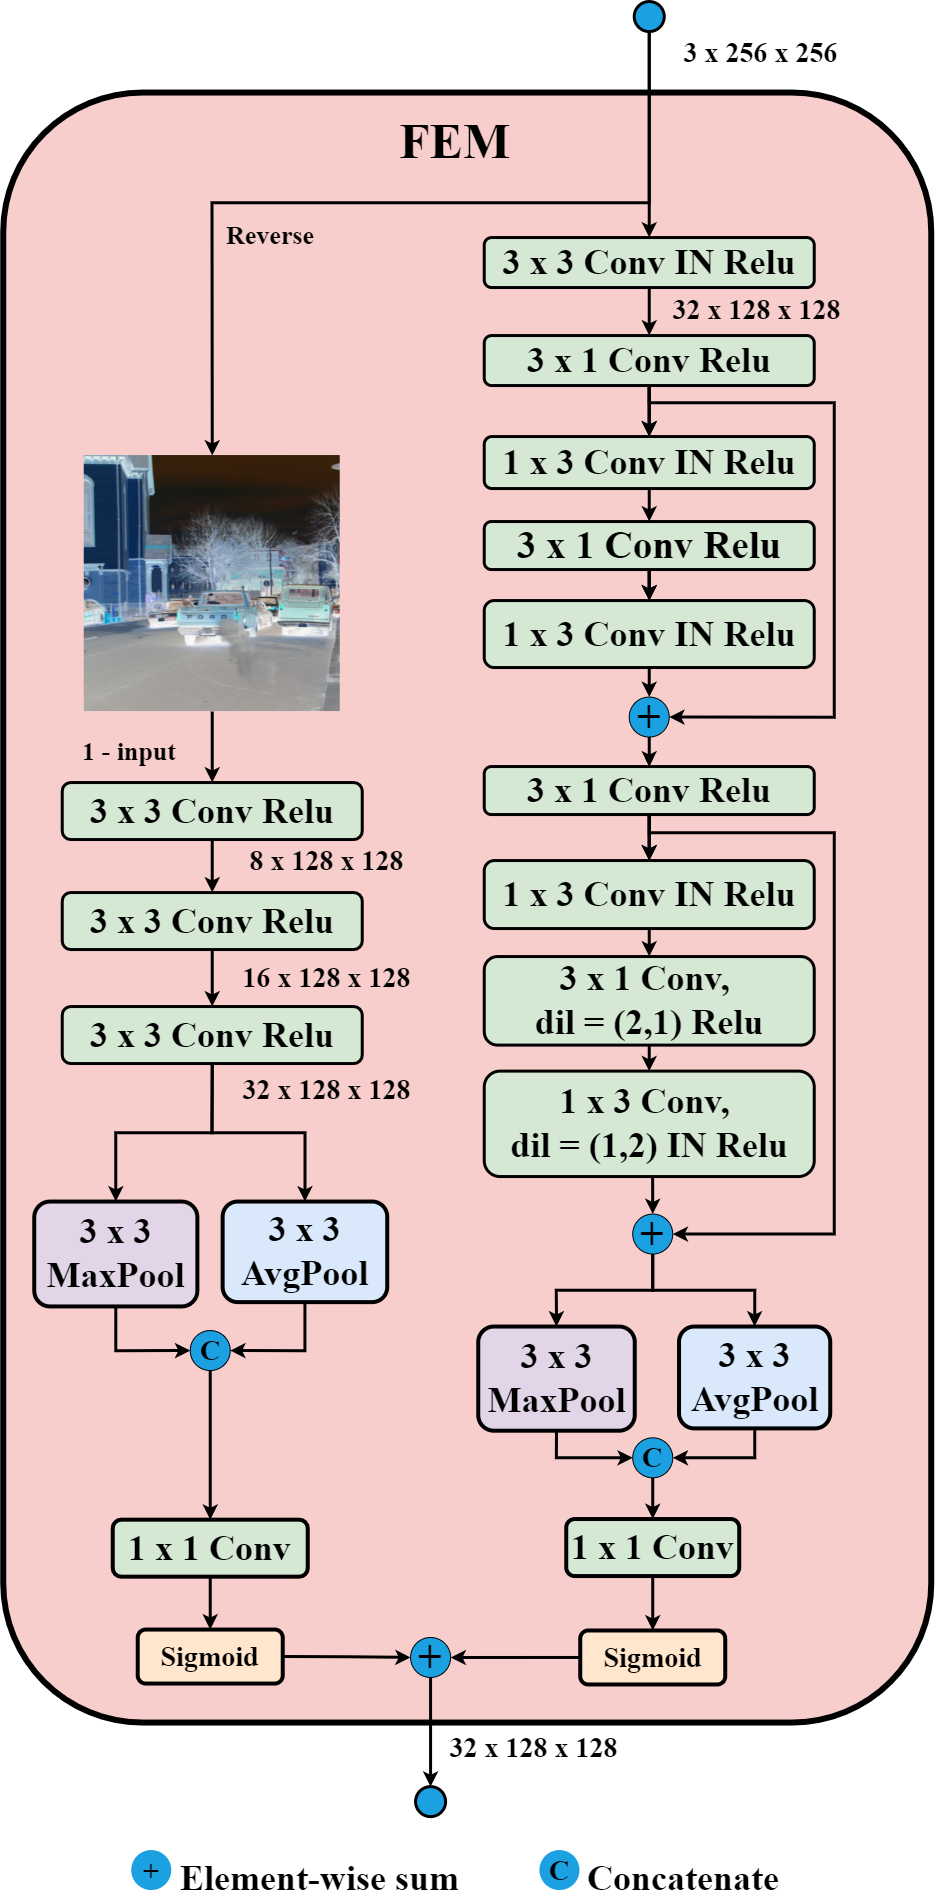 3 x 256 x 256
FEM
Reverse
3 x 3 Conv IN Relu
32 x 128 x 128
3 x 1 Conv Relu
1 x 3 Conv IN Relu
3 x 1 Conv Relu
1 x 3 Conv IN Relu
+
3 x 1 Conv Relu
1 x 3 Conv IN Relu
3 x 1 Conv,
dil = (2,1) Relu
1 x 3 Conv,
dil = (1,2) IN Relu
+
3 x 3
MaxPool
3 x 3
AvgPool
C
1 x 1 Conv
Sigmoid
FORD
1 - input
3 x 3 Conv Relu
8 x 128 x 128
3 x 3 Conv Relu
16 x 128 x 128
3 x 3 Conv Relu
32 x 128 x 128
3 x 3
MaxPool
3 x 3
AvgPool
C
1 x 1 Conv
Sigmoid
+
32 x 128 x 128
+ Element-wise sum
C Concatenate